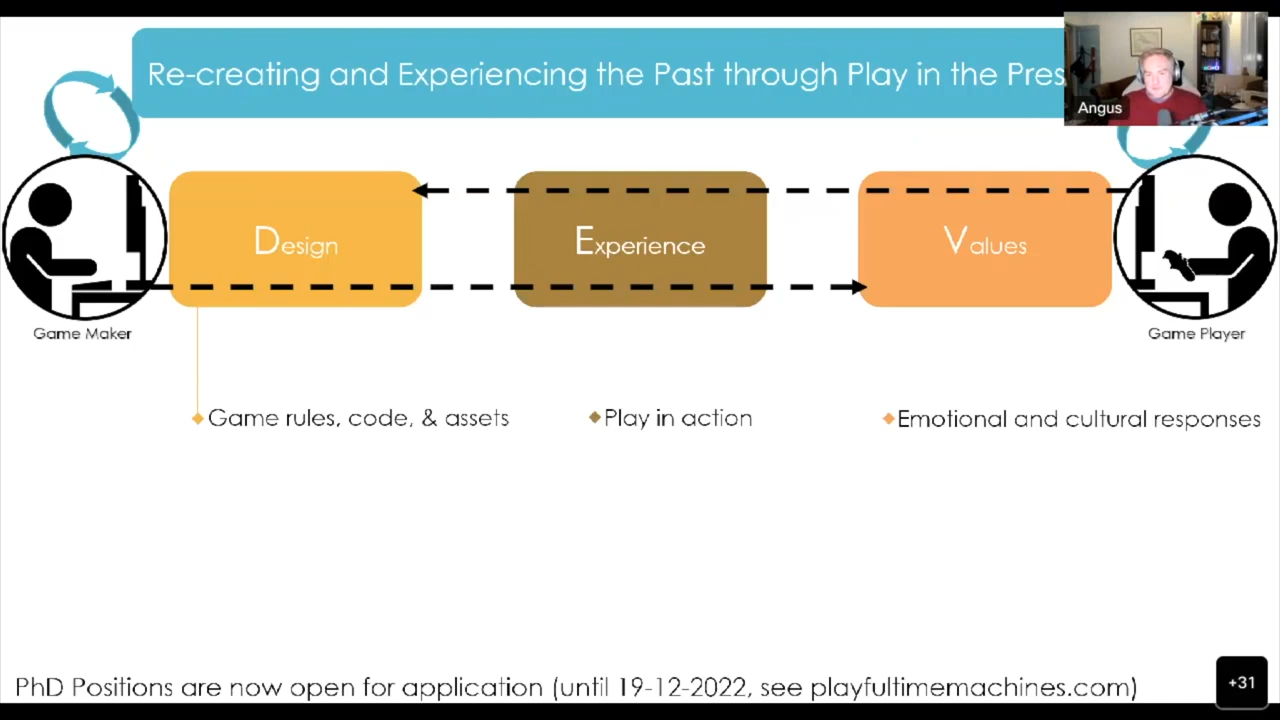 Re-creating and Experiencing the Past through Play in the Pres
Angus
Design
Experience
Values
Game Maker
Game Player
Game rules, code, & assets
Play in action
Emotional and cultural responses
PhD Positions are now open for application (until 19-12-2022, see playfultimemachines.com)
+31